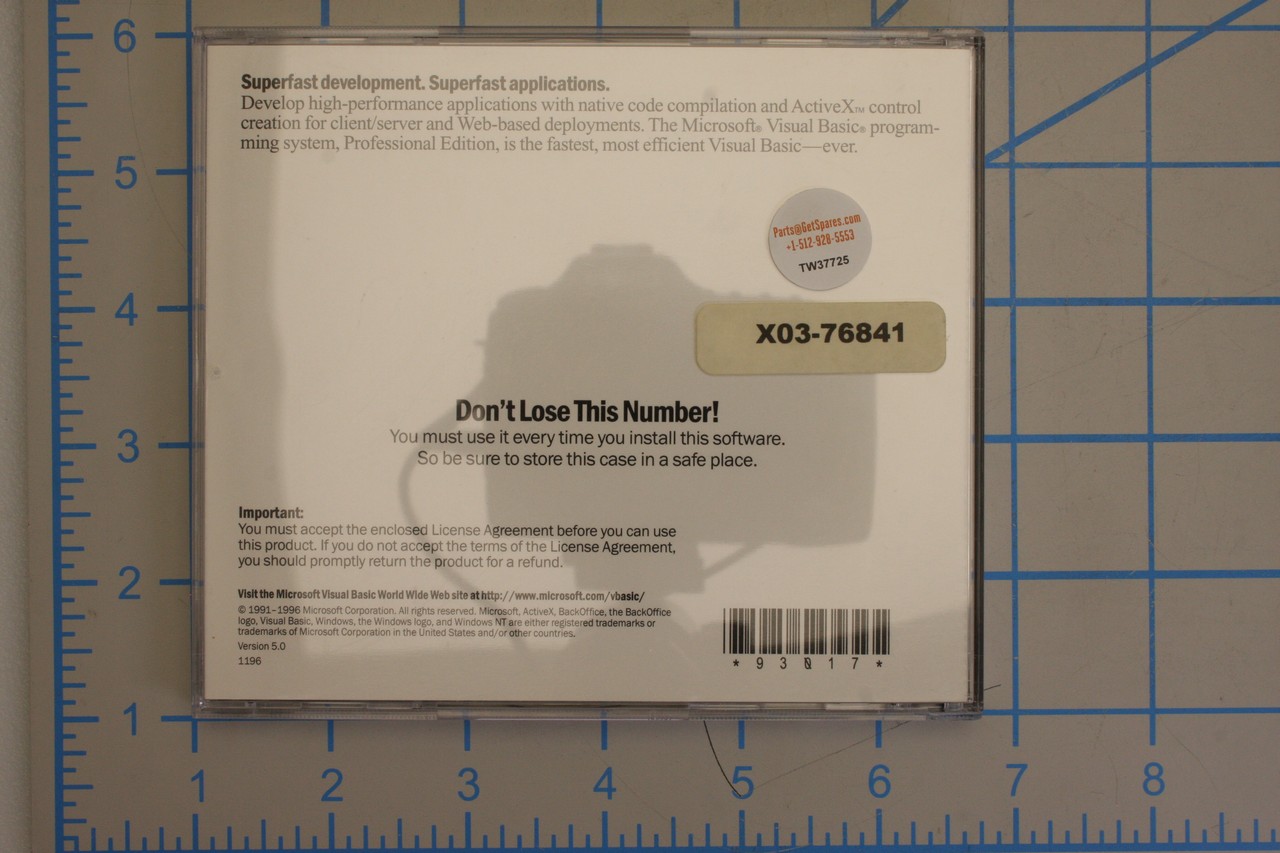 Superfast development. Superfast applications.
Develop high-performance applications with native code compilation and ActiveX™ control
creation for client/server and Web-based deployments. The Microsoft® Visual Basic® program-
ming system, Professional Edition, is the fastest, most efficient Visual Basic—ever.
Parts@GetSpares.com
+1-512-928-5553
TW37725
X03-76841
Don't Lose This Number!
You must use it every time you install this software.
So be sure to store this case in a safe place.
Important:
You must accept the enclosed License Agreement before you can use
this product. If you do not accept the terms of the License Agreement,
you should promptly return the product for a refund.
Visit the Microsoft Visual Basic World Wide Web site at http://www.microsoft.com/vbasic/
© 1991–1996 Microsoft Corporation. All rights reserved. Microsoft, ActiveX, BackOffice, the BackOffice
logo, Visual Basic, Windows, the Windows logo, and Windows NT are either registered trademarks or
trademarks of Microsoft Corporation in the United States and/or other countries.
Version 5.0
1196
*93017*
6
5
4
3
2
1
1 2 3 4 5 6 7 8